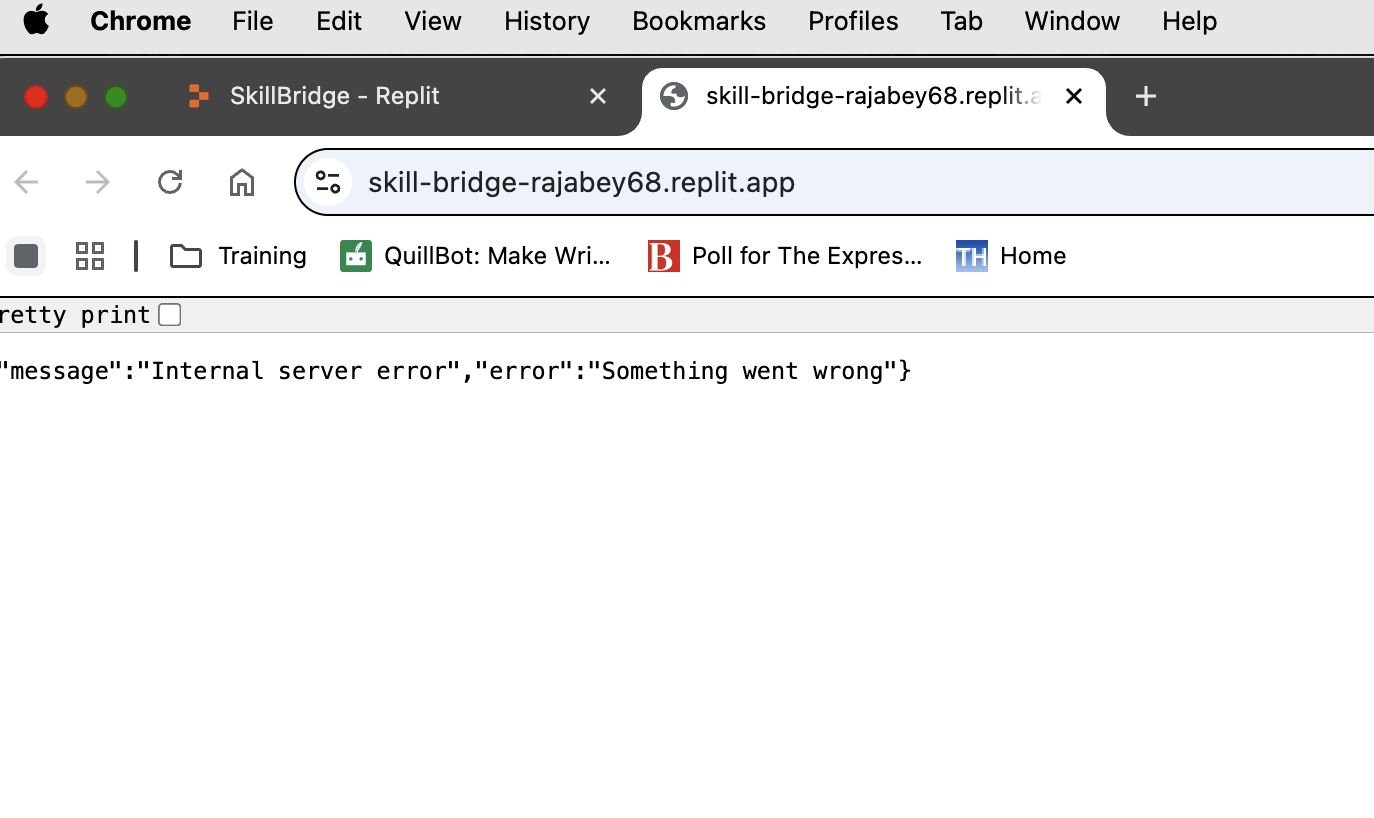 Chrome File Edit View History Bookmarks Profiles Tab Window Help
SkillBridge - Replit skill-bridge-rajabey68.replit.a
skill-bridge-rajabey68.replit.app
Training QuillBot: Make Wri... B Poll for The Expres... TH Home
retty print
"message":"Internal server error","error":"Something went wrong"}